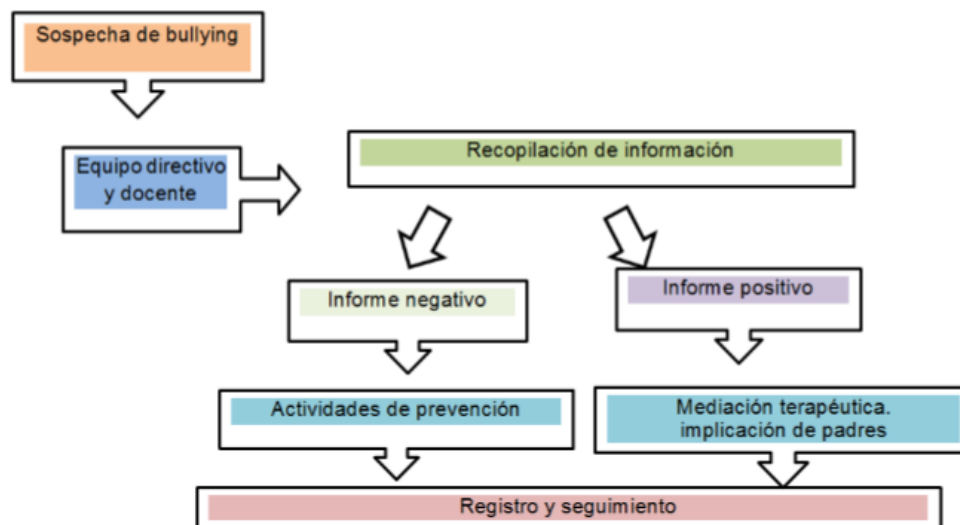 Sospecha de bullying
Equipo directivo
y docente
Recopilación de información
Informe negativo
Informe positivo
Actividades de prevención
Mediación terapéutica.
implicación de padres
Registro y seguimiento